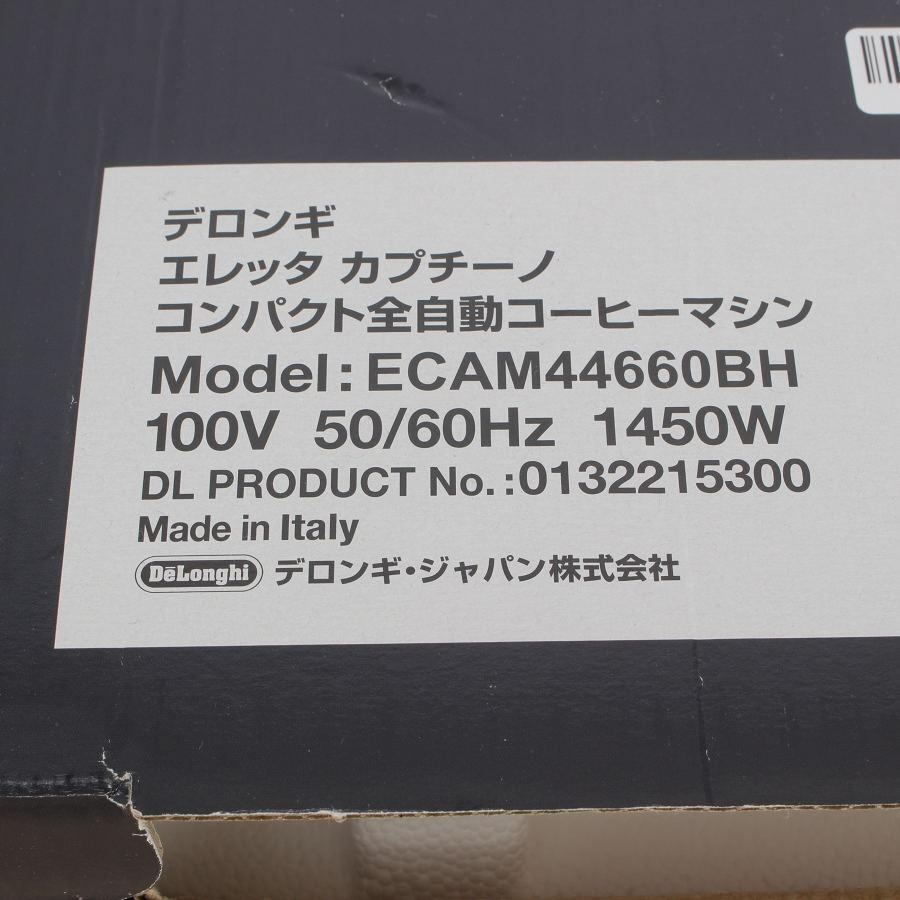 デロンギ
エレッタ カプチーノ
コンパクト全自動コーヒーマシン
Model:ECAM44660BH
100V 50/60Hz 1450W
DL PRODUCT No.:0132215300
Made in Italy
DēLonghi デロンギ・ジャパン株式会社